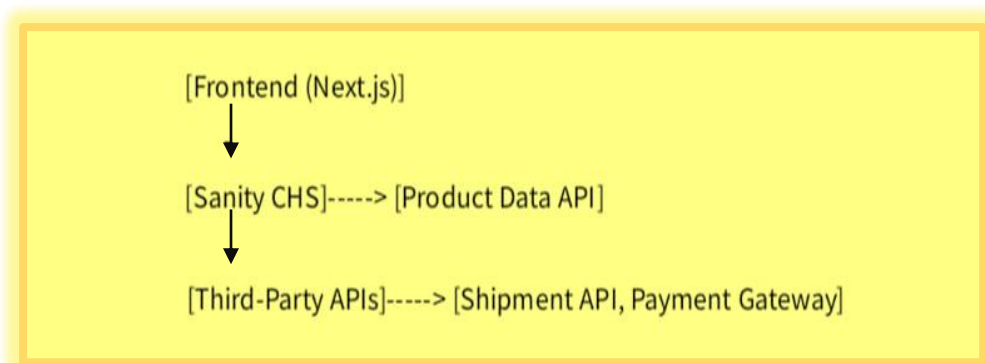 [Frontend (Next.js)]
[Sanity CHS]-----> [Product Data API]
[Third-Party APIs]-----> [Shipment API, Payment Gateway]